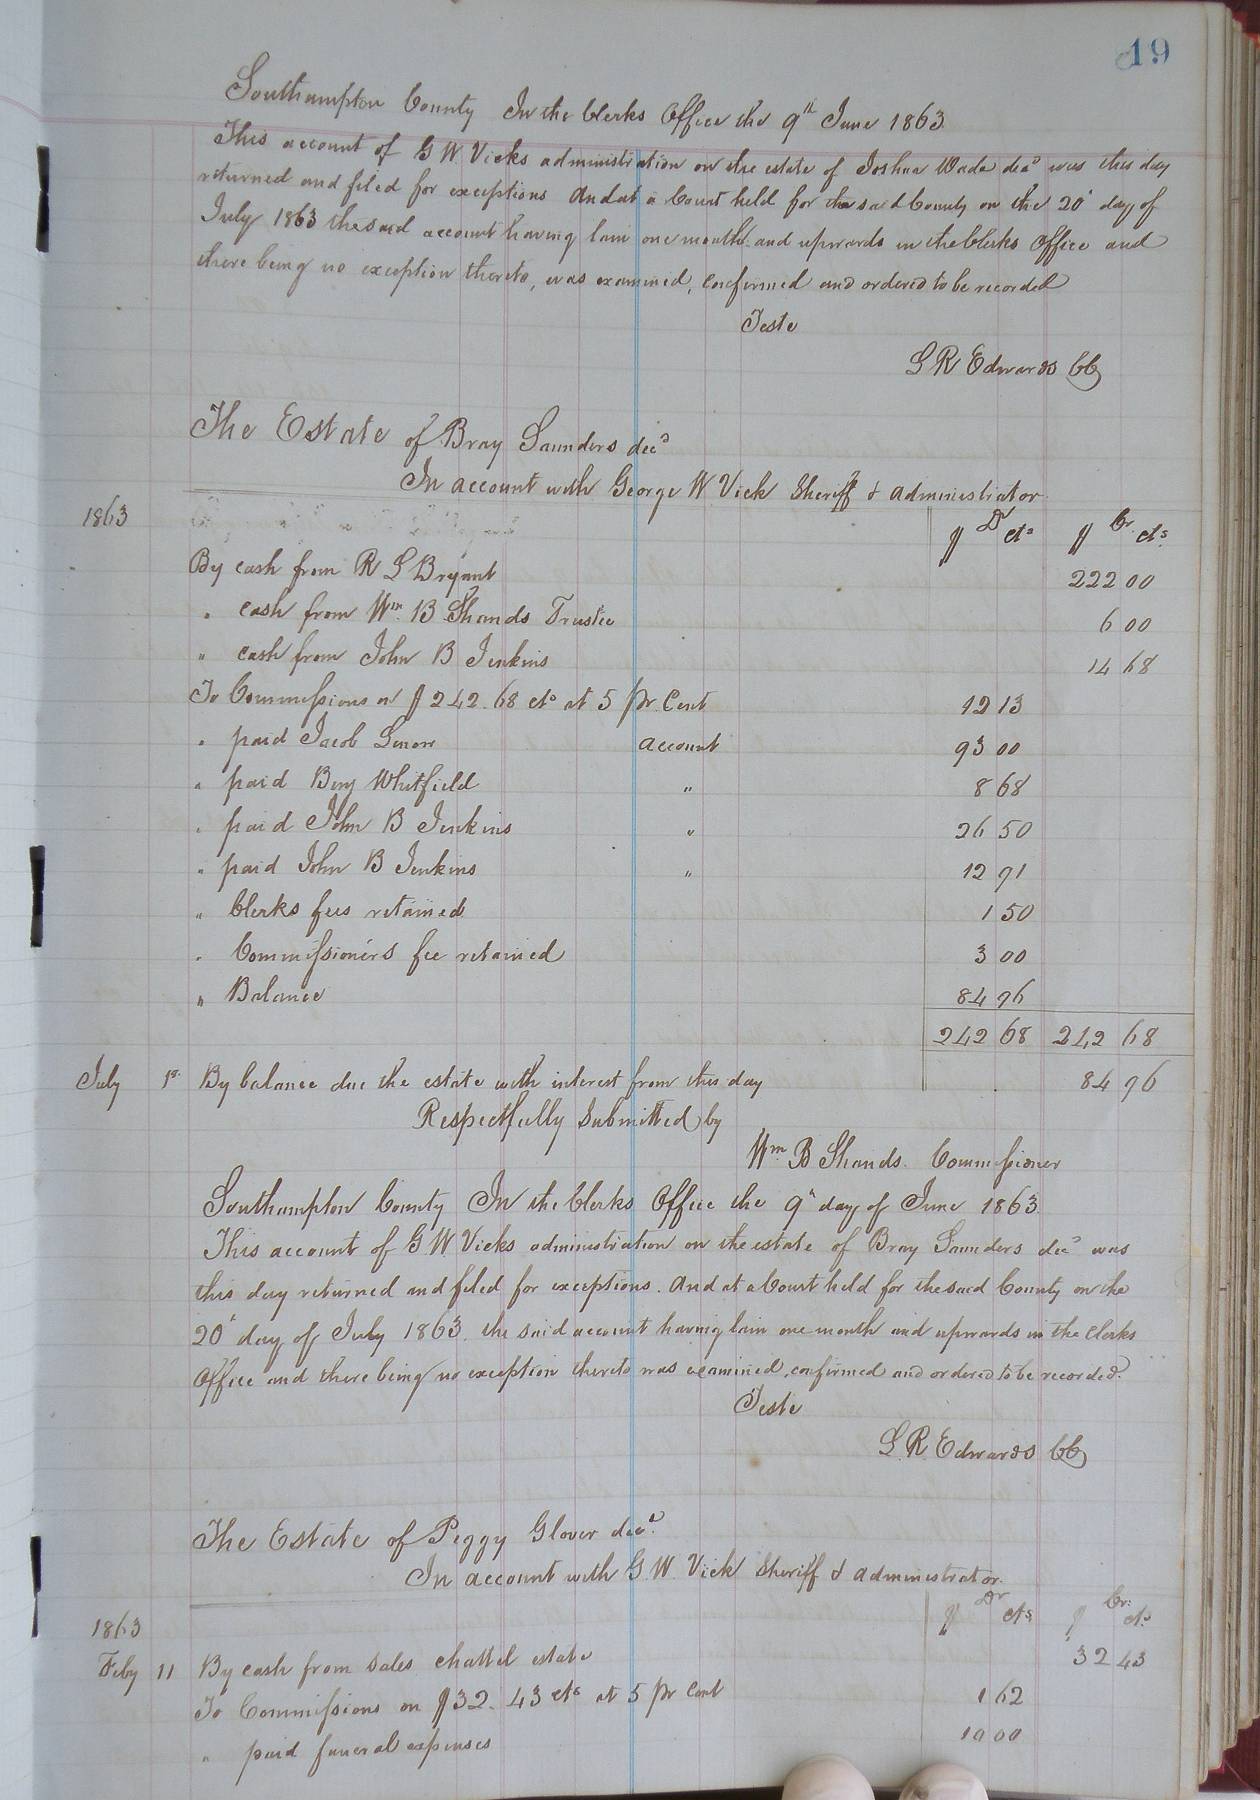 19
Southampton County In the Clerks Office the 9th June 1863
This account of G W Vicks administration on the estate of Joshua Wade decd was this day
returned and filed for exceptions And at a Court held for the said County on the 20' day of
July 1863 the said account having lain one month and upwards in the Clerks Office and
there being no exception thereto, was examined, confirmed and ordered to be recorded
Teste
L R Edwards CC
The Estate of Bray Saunders decd
In account with George W Vick Sheriff & administrator
1863 $ Dr cts $ Cr. cts.
By cash from R L Bryant 222 00
" cash from Wm B Shands Trustee 6 00
" cash from John B Jenkins 14 68
To Commissions on $242.68 cts at 5 pr. Cent 12 13
" paid Jacob account 93 00
" paid Benj Whitfield " 8 68
" paid John B Jenkins " 26 50
" paid John B Jenkins " 12 91
" Clerks fees retained 1 50
" Commissioners fee retained 3 00
" Balance 84 96
242 68 242 68
July 1st By balance due the estate with interest from this day 84 96
Respectfully Submitted by
Wm B Shands. Commissioner
Southampton County In the Clerks Office the 9th day of June 1863
This account of G W Vicks administration on the estate of Bray Saunders decd was
this day returned and filed for exceptions. And at a Court held for the said County on the
20' day of July 1863. the said account having lain one month and upwards in the Clerks
Office and there being no exception thereto was examined, confirmed and ordered to be recorded.
Teste
L. R. Edwards CC
The Estate of Peggy Glover decd.
In account with G. W. Vick Sheriff & administrator.
$ Dr cts $ Cr. cts.
1863
Feby 11 By cash from sales chattel estate 32 43
To Commissions on $32.43 cts at 5 pr Cent 1 62
" paid funeral expenses 10 00